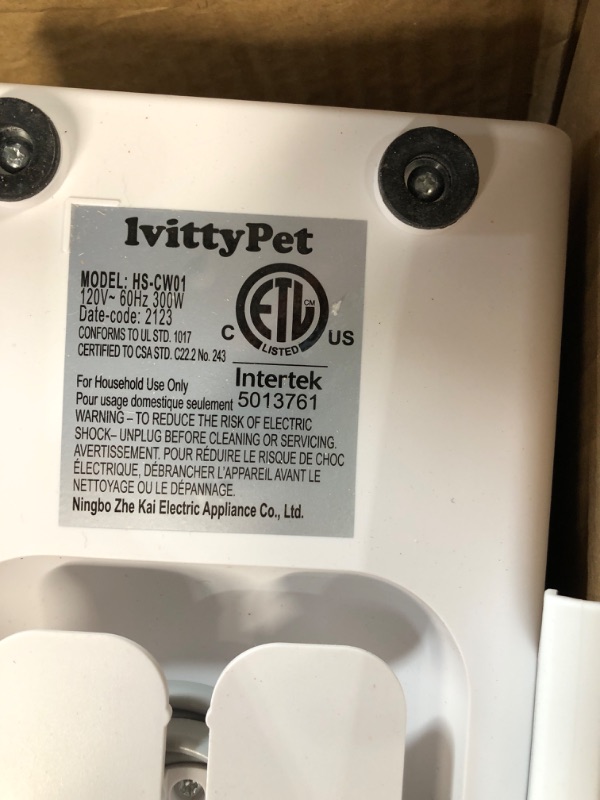 lvittyPet
MODEL: HS-CW01
120V~ 60Hz 300W
Date-code: 2123
CONFORMS TO UL STD. 1017
CERTIFIED TO CSA STD. C22.2 No. 243
C ETL CM US
LISTED
Intertek
5013761
For Household Use Only
Pour usage domestique seulement
WARNING – TO REDUCE THE RISK OF ELECTRIC
SHOCK– UNPLUG BEFORE CLEANING OR SERVICING.
AVERTISSEMENT. POUR RÉDUIRE LE RISQUE DE CHOC
ÉLECTRIQUE, DÉBRANCHER L'APPAREIL AVANT LE
NETTOYAGE OU LE DÉPANNAGE.
Ningbo Zhe Kai Electric Appliance Co., Ltd.